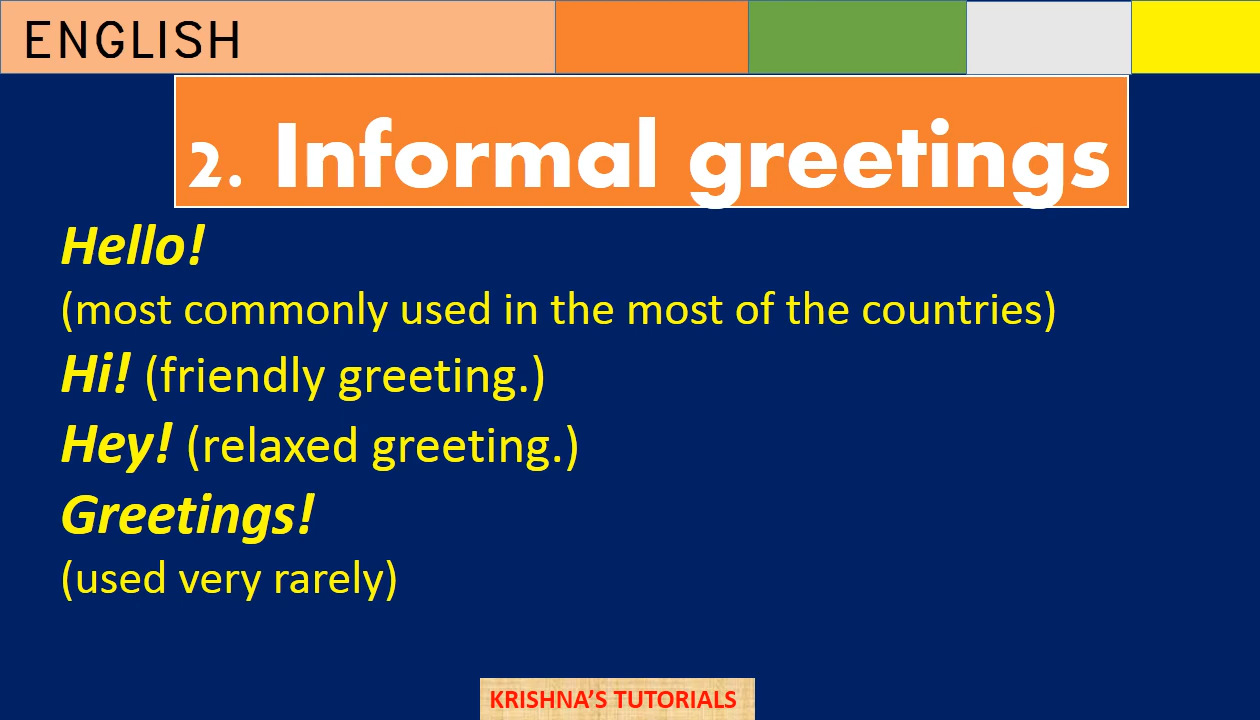 ENGLISH
2. Informal greetings
Hello!
(most commonly used in the most of the countries)
Hi! (friendly greeting.)
Hey! (relaxed greeting.)
Greetings!
(used very rarely)
KRISHNA’S TUTORIALS